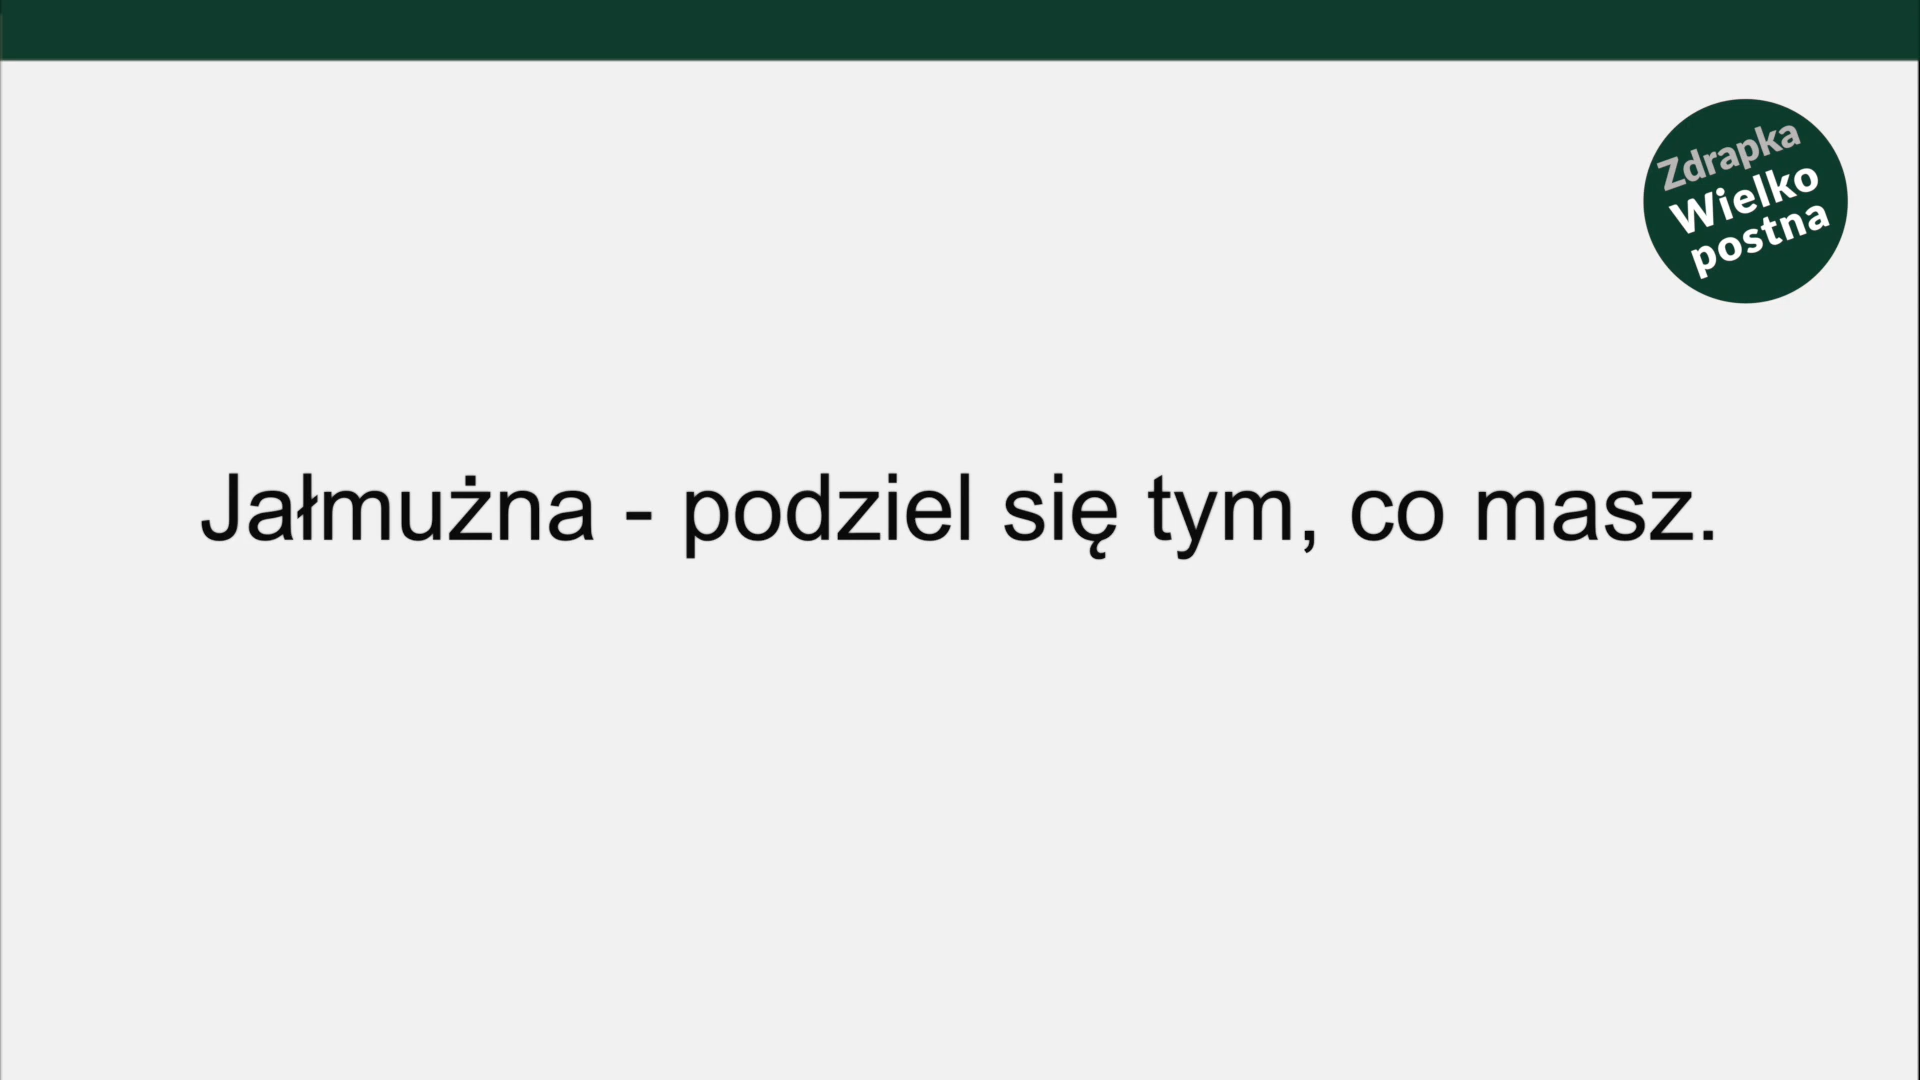 Zdrapka
Wielko
postna
Jałmużna - podziel się tym, co masz.